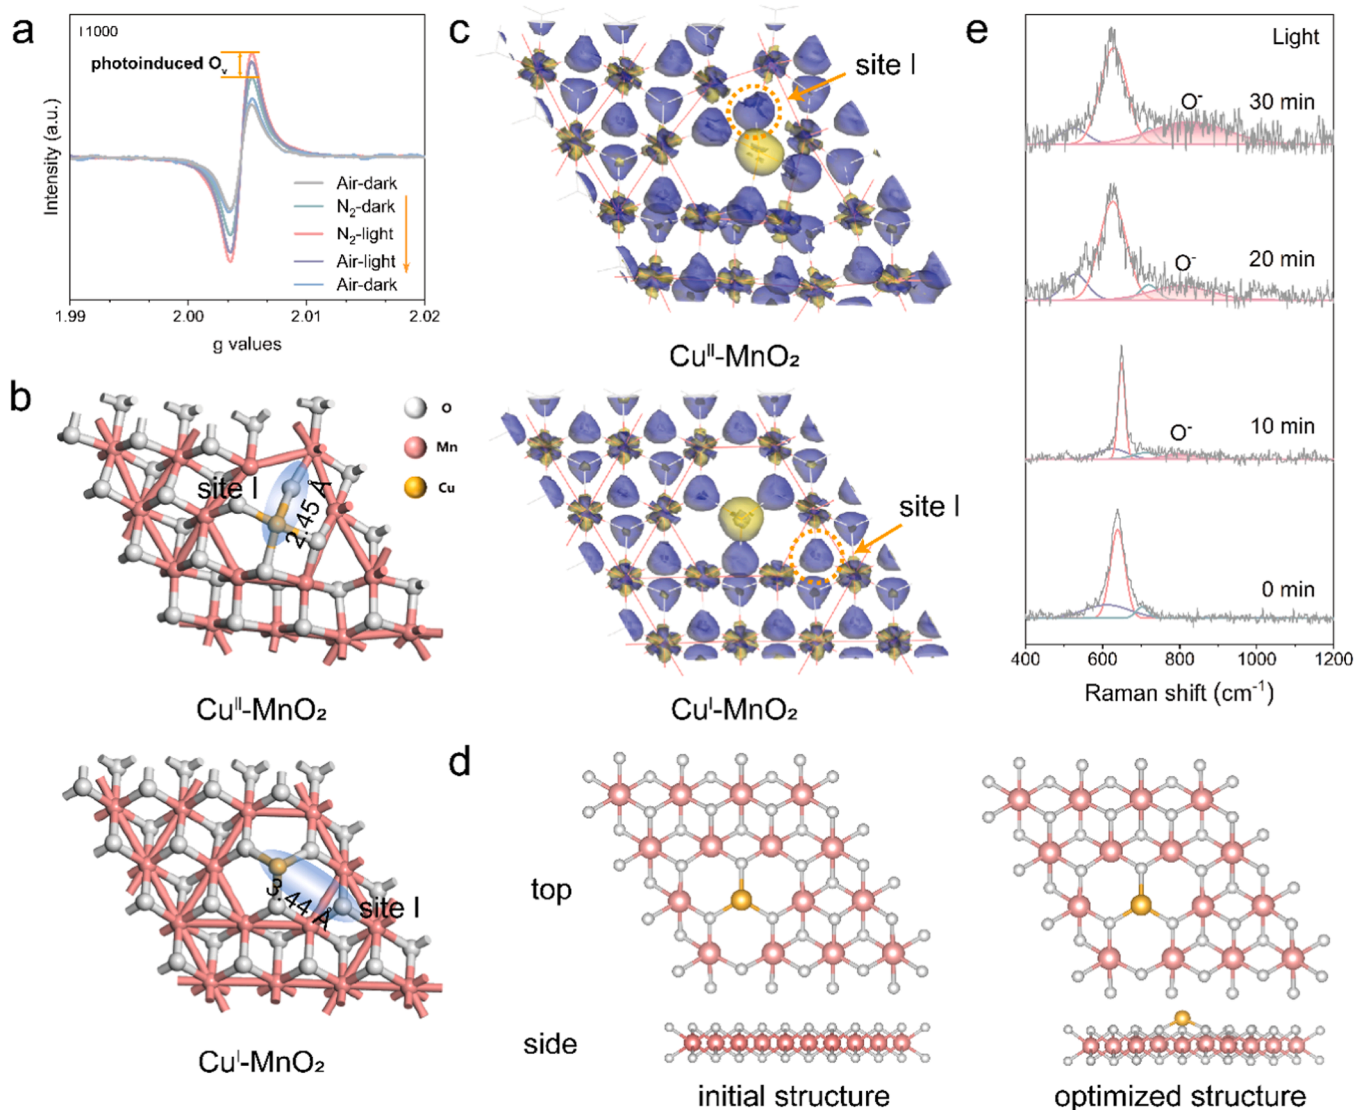 a
I1000
photoinduced Oᵥ
Intensity (a.u.)
Air-dark
N₂-dark
N₂-light
Air-light
Air-dark
1.99
2.00
2.01
2.02
g values
b
O
Mn
Cu
site I
2.45 Å
Cuᴵᴵ-MnO₂
3.44 Å
site I
Cuᴵ-MnO₂
c
site I
Cuᴵᴵ-MnO₂
site I
Cuᴵ-MnO₂
d
top
side
initial structure
optimized structure
e
Light
O⁻
30 min
O⁻
20 min
O⁻
10 min
0 min
400
600
800
1000
1200
Raman shift (cm⁻¹)